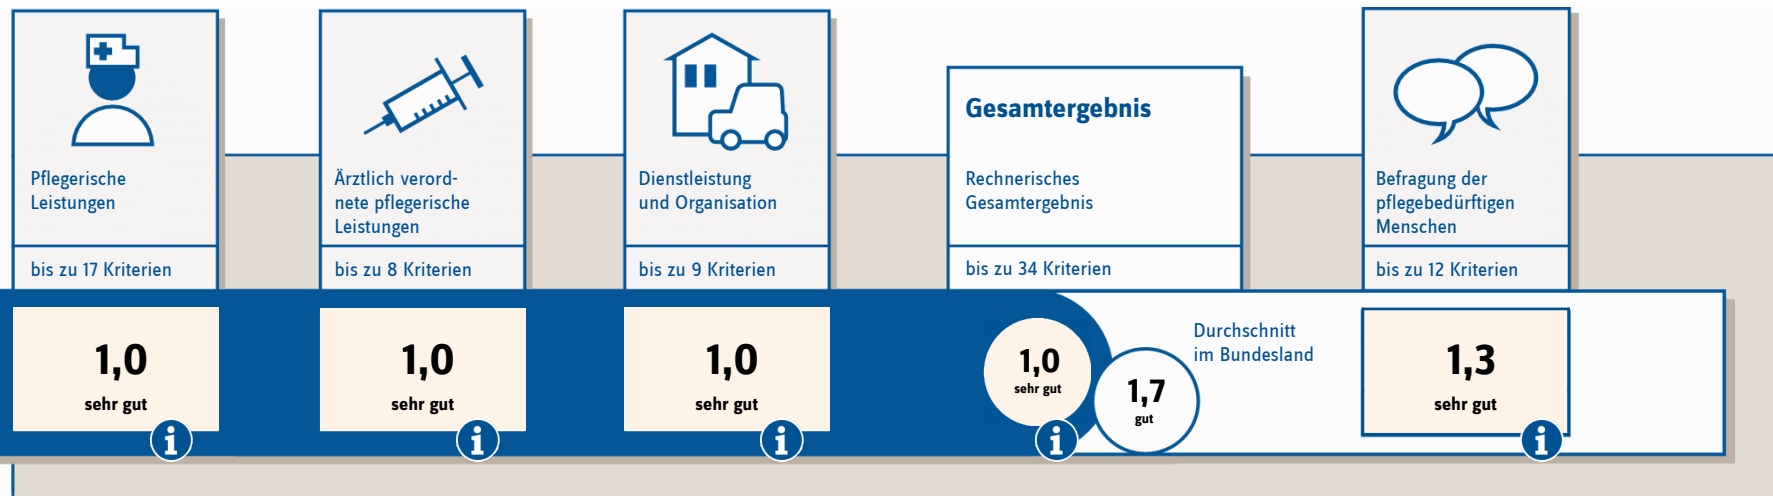 Pflegerische
Leistungen
bis zu 17 Kriterien
1,0
sehr gut
i
Ärztlich verord-
nete pflegerische
Leistungen
bis zu 8 Kriterien
1,0
sehr gut
i
Dienstleistung
und Organisation
bis zu 9 Kriterien
1,0
sehr gut
i
Gesamtergebnis
Rechnerisches
Gesamtergebnis
bis zu 34 Kriterien
1,0
sehr gut
i
1,7
gut
Durchschnitt
im Bundesland
Befragung der
pflegebedürftigen
Menschen
bis zu 12 Kriterien
1,3
sehr gut
i